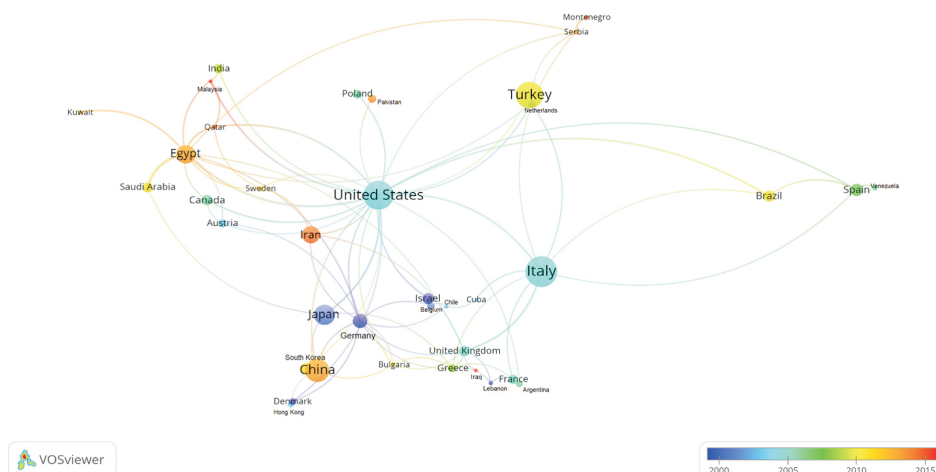 Montenegro
Serbia
India
Malaysia
Poland
Pakistan
Turkey
Netherlands
Kuwait
Qatar
Egypt
Saudi Arabia
Sweden
United States
Canada
Brazil
Spain
Venezuela
Austria
Iran
Italy
Israel
Belgium
Chile
Cuba
Japan
Germany
South Korea
China
United Kingdom
Bulgaria
Greece
Iraq
France
Lebanon
Argentina
Denmark
Hong Kong
VOSviewer
2000 2005 2010 2015